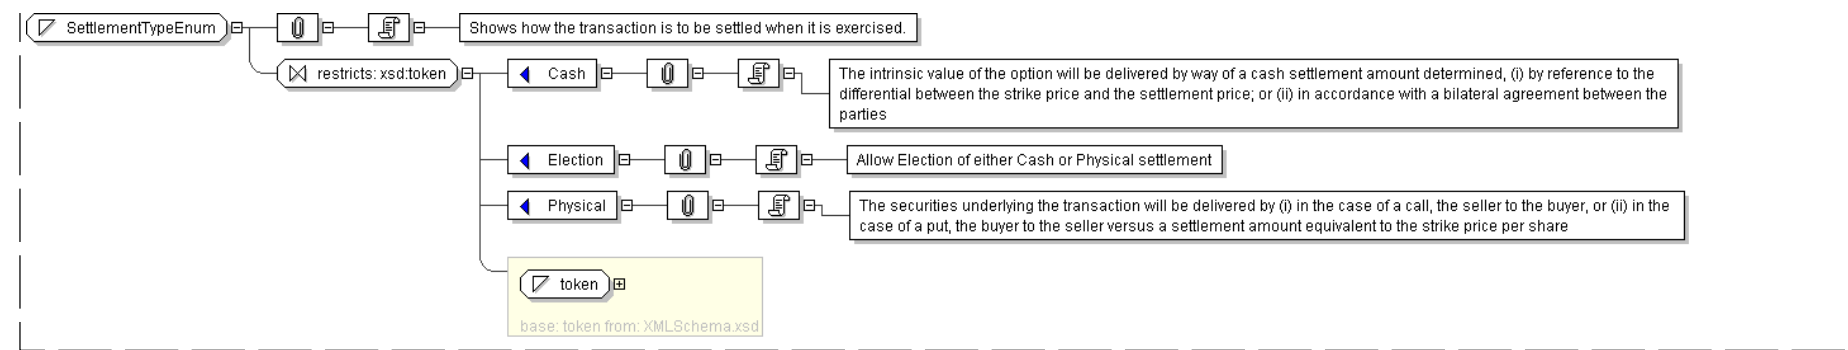 SettlementTypeEnum
Shows how the transaction is to be settled when it is exercised.
restricts: xsd:token
Cash
The intrinsic value of the option will be delivered by way of a cash settlement amount determined, (i) by reference to the
differential between the strike price and the settlement price; or (ii) in accordance with a bilateral agreement between the
parties
Election
Allow Election of either Cash or Physical settlement
Physical
The securities underlying the transaction will be delivered by (i) in the case of a call, the seller to the buyer, or (ii) in the
case of a put, the buyer to the seller versus a settlement amount equivalent to the strike price per share
token
base: token from: XMLSchema.xsd